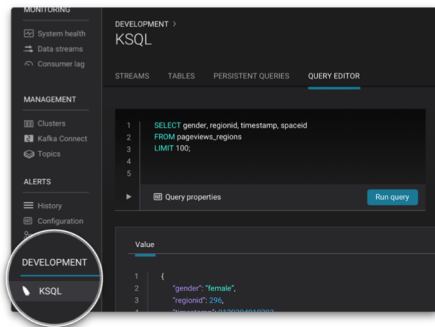 MONITORING
System health
Data streams
Consumer lag
MANAGEMENT
Clusters
Kafka Connect
Topics
ALERTS
History
Configuration
DEVELOPMENT
KSQL
DEVELOPMENT >
KSQL
STREAMS TABLES PERSISTENT QUERIES QUERY EDITOR
1 SELECT gender, regionid, timestamp, spaceid
2 FROM pageviews_regions
3 LIMIT 100;
4
5
Query properties Run query
Value
1 {
2 "gender": "female",
3 "regionid": 296,